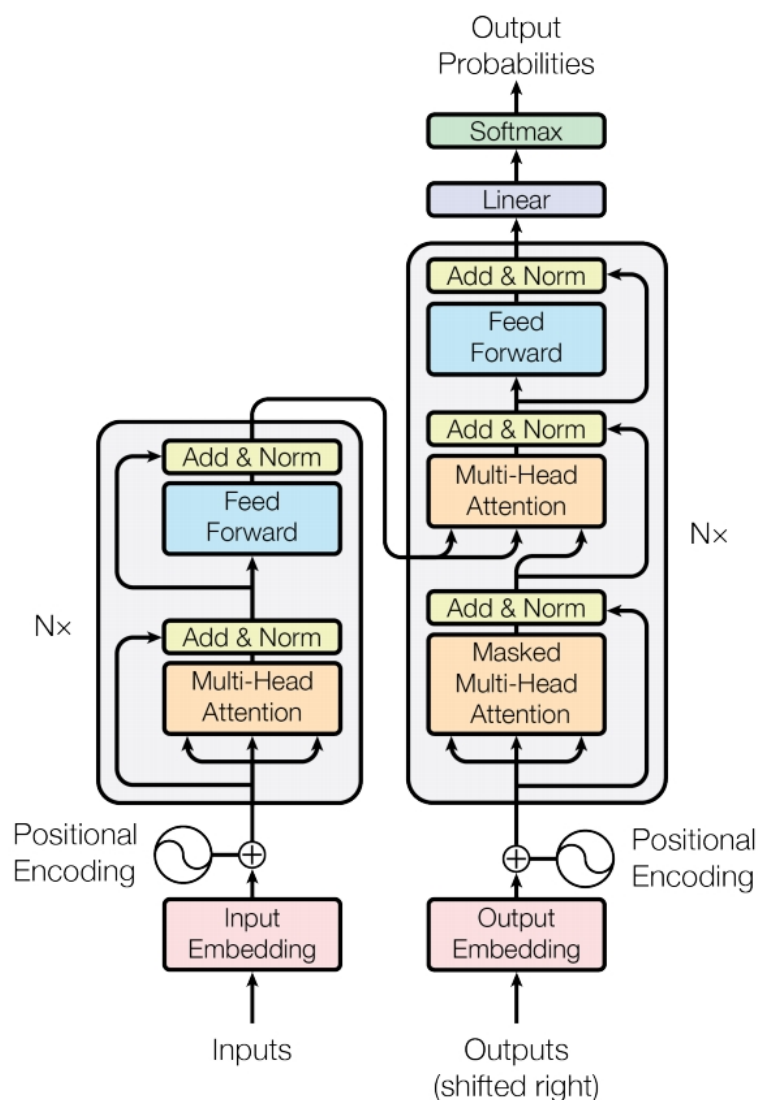 Output
Probabilities
Softmax
Linear
Add & Norm
Feed
Forward
Add & Norm
Multi-Head
Attention
Nx
Add & Norm
Masked
Multi-Head
Attention
Add & Norm
Feed
Forward
Nx
Add & Norm
Multi-Head
Attention
Positional
Encoding
Positional
Encoding
Input
Embedding
Output
Embedding
Inputs
Outputs
(shifted right)